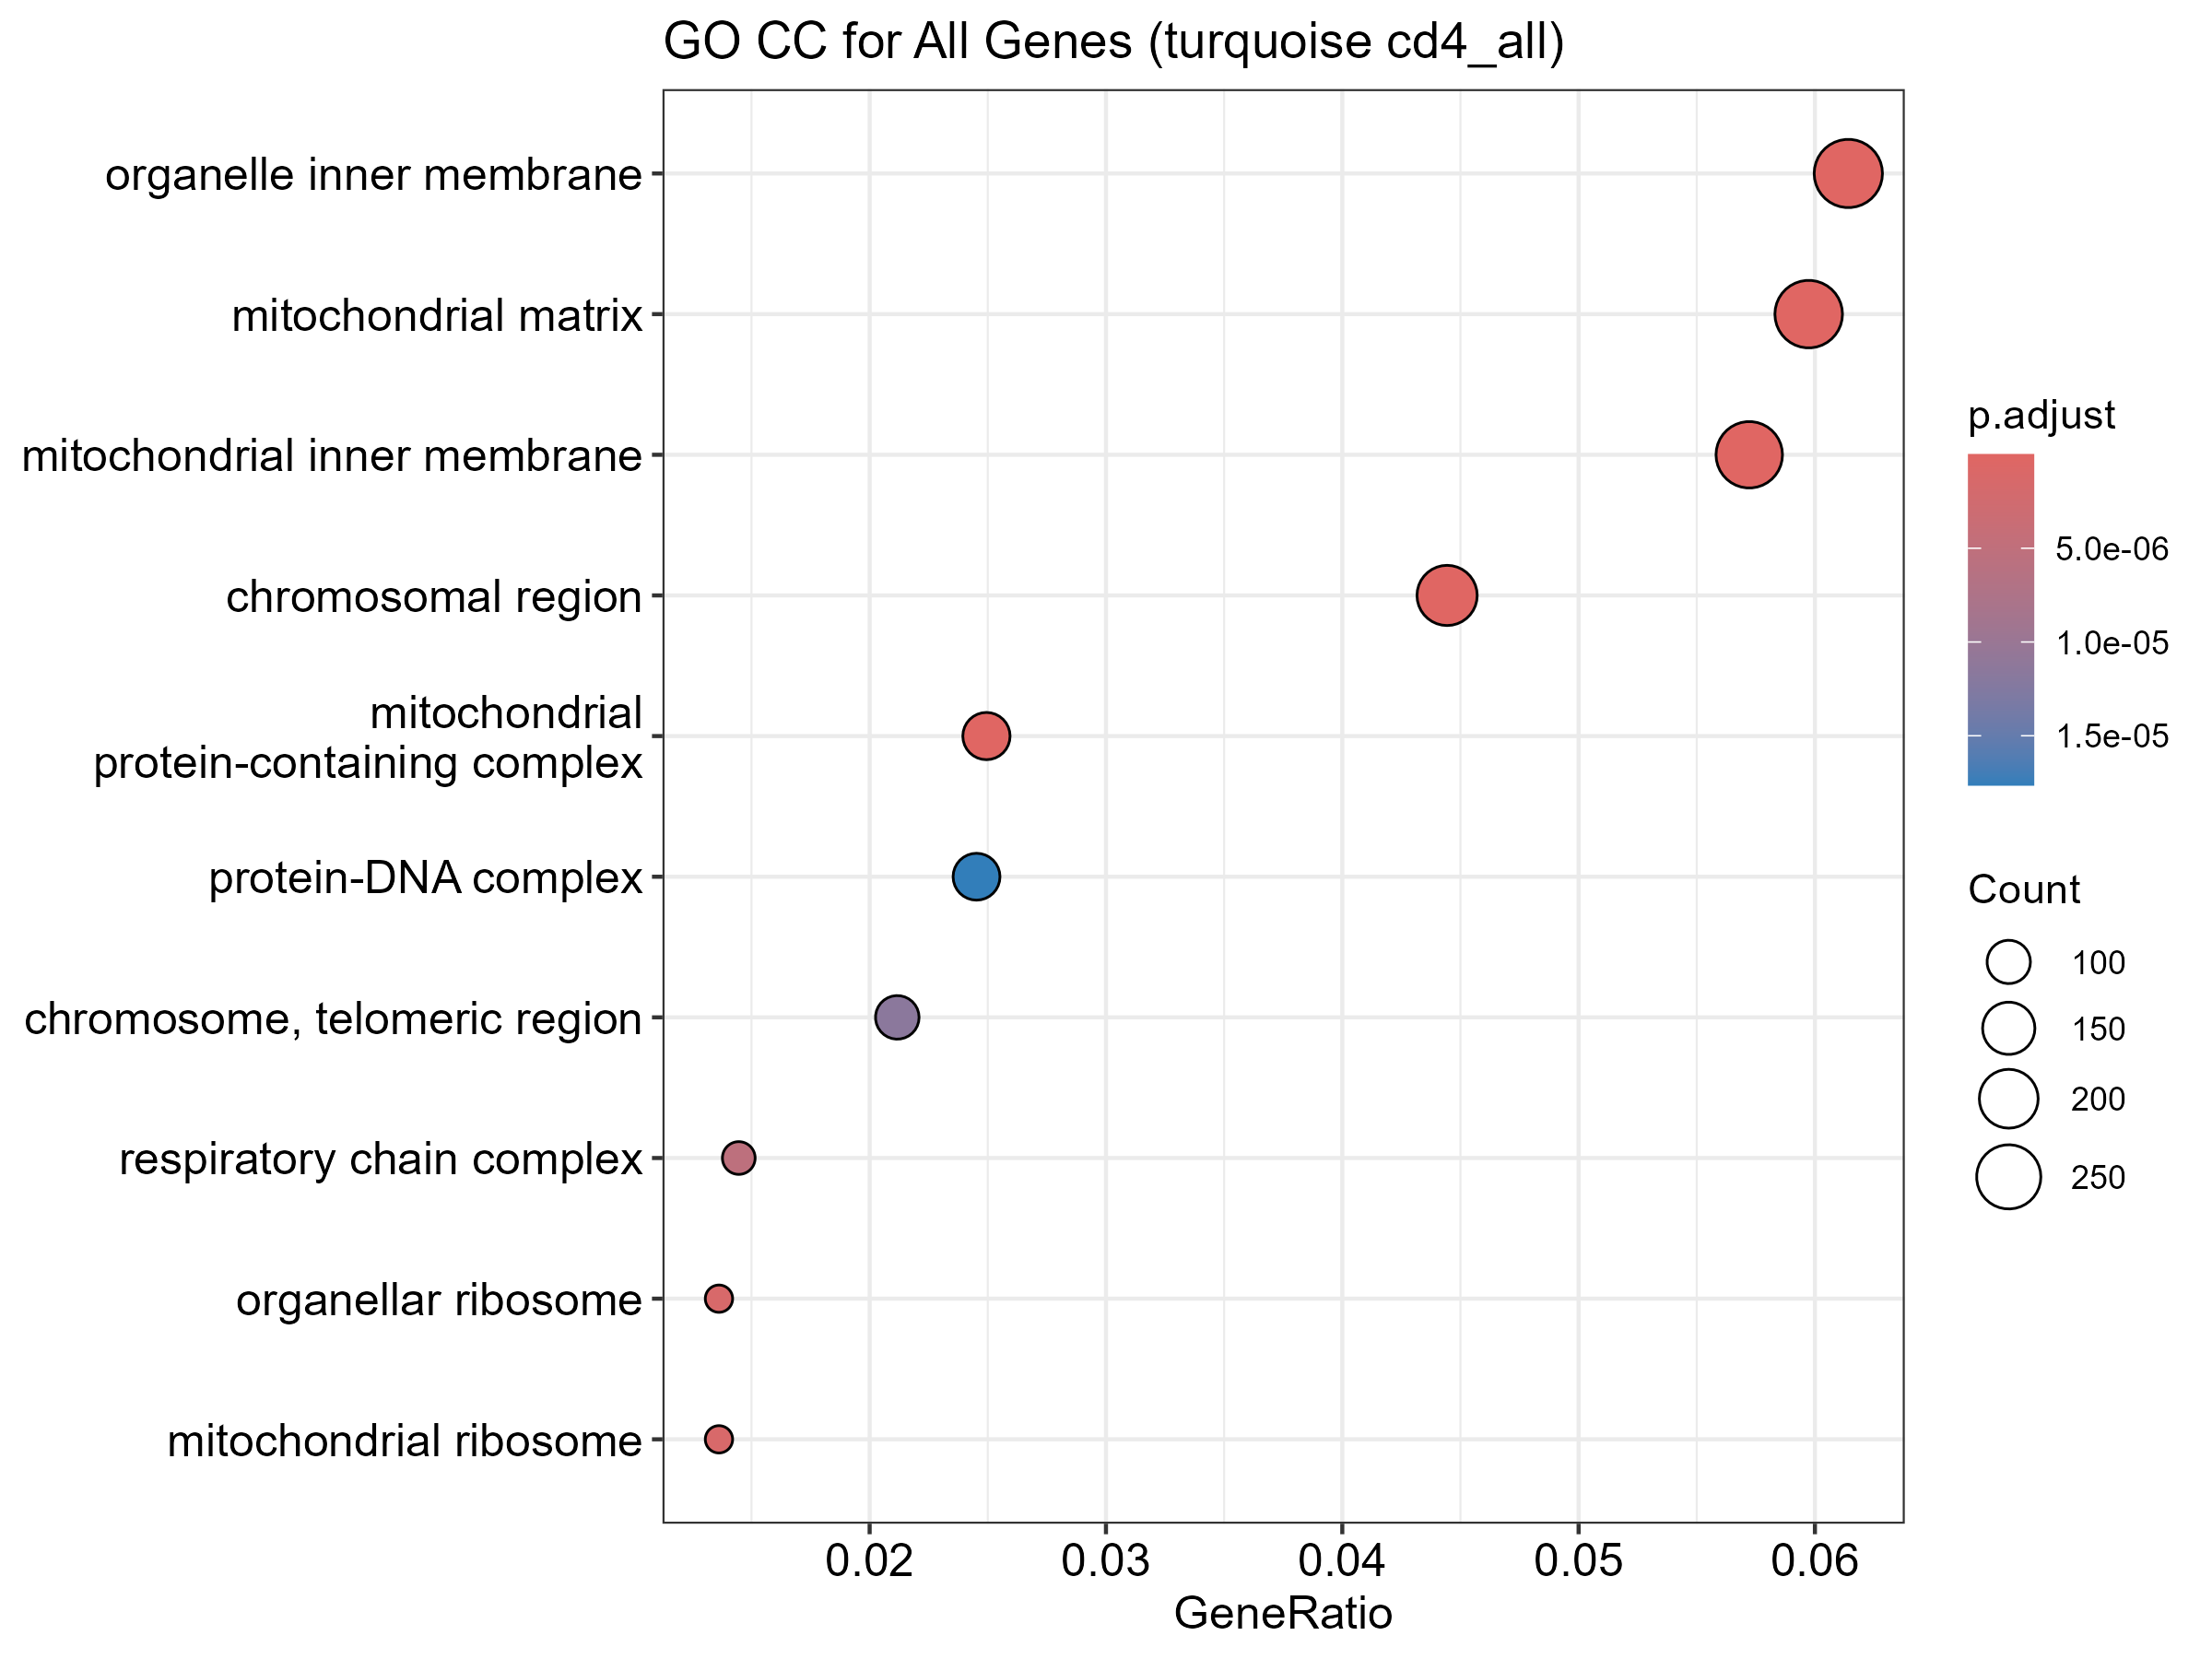 GO CC for All Genes (turquoise cd4_all)
organelle inner membrane
mitochondrial matrix
mitochondrial inner membrane
chromosomal region
mitochondrial
protein-containing complex
protein-DNA complex
chromosome, telomeric region
respiratory chain complex
organellar ribosome
mitochondrial ribosome
0.02 0.03 0.04 0.05 0.06
GeneRatio
p.adjust
5.0e-06
1.0e-05
1.5e-05
Count
100
150
200
250